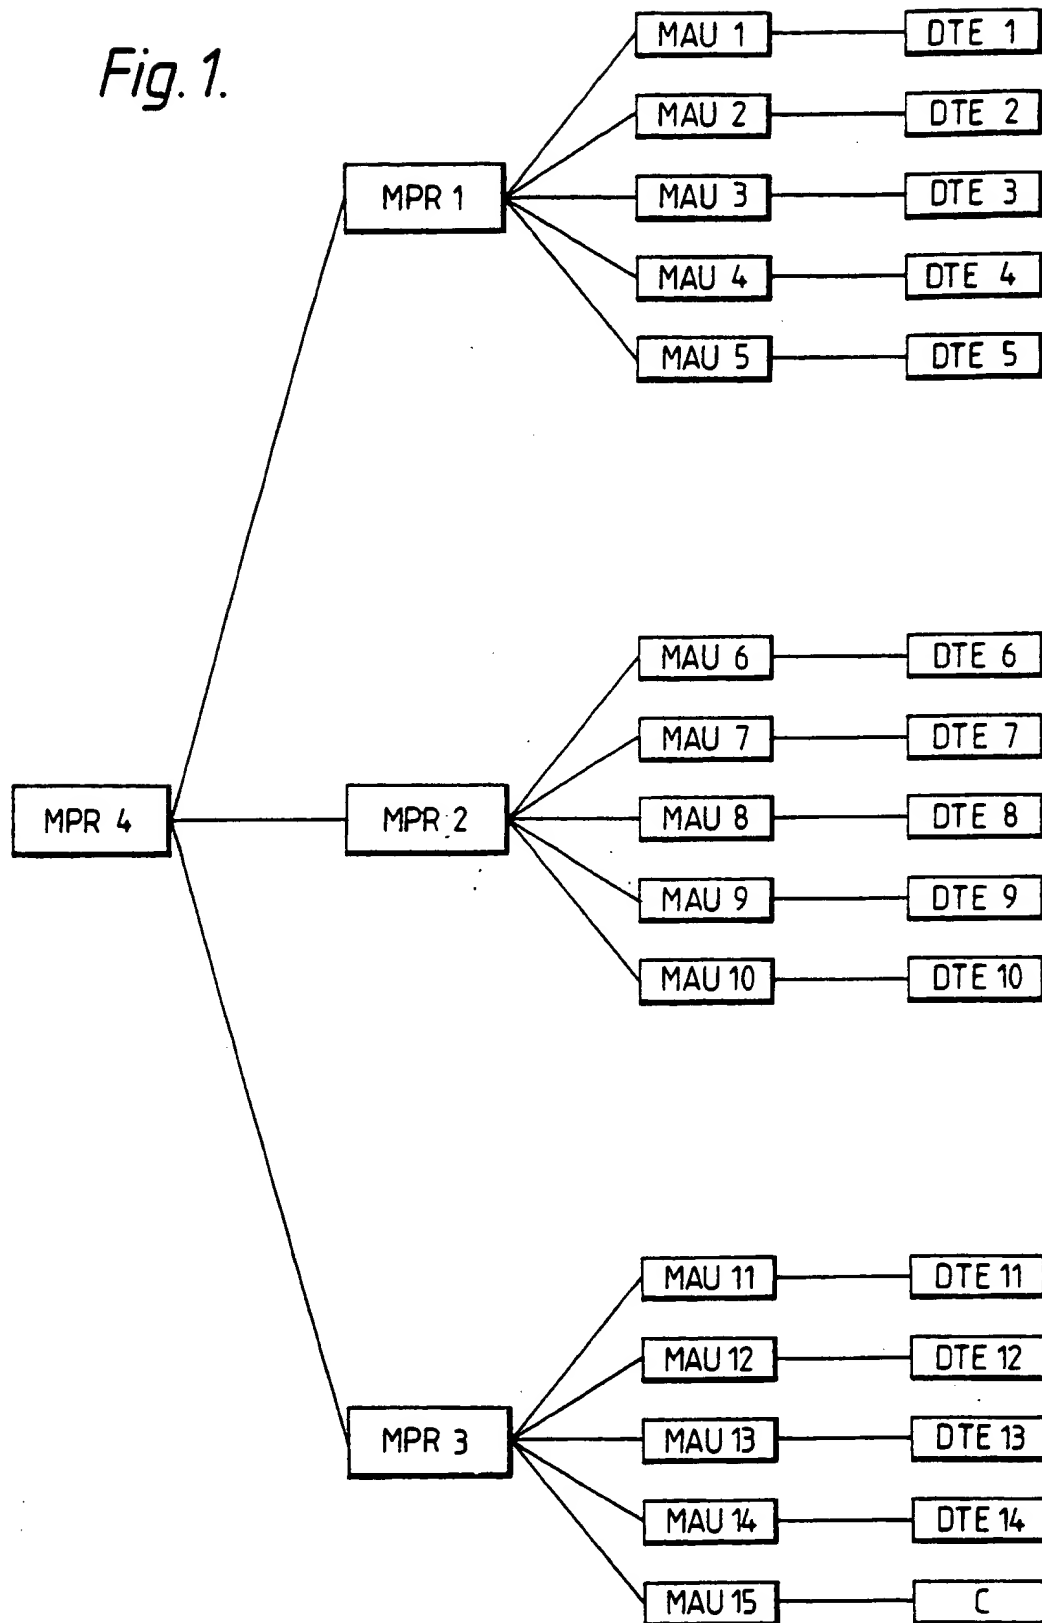 Fig. 1.
MAU 1 DTE 1
MAU 2 DTE 2
MPR 1 MAU 3 DTE 3
MAU 4 DTE 4
MAU 5 DTE 5
MAU 6 DTE 6
MAU 7 DTE 7
MPR 4 MPR 2 MAU 8 DTE 8
MAU 9 DTE 9
MAU 10 DTE 10
MAU 11 DTE 11
MAU 12 DTE 12
MPR 3 MAU 13 DTE 13
MAU 14 DTE 14
MAU 15 C